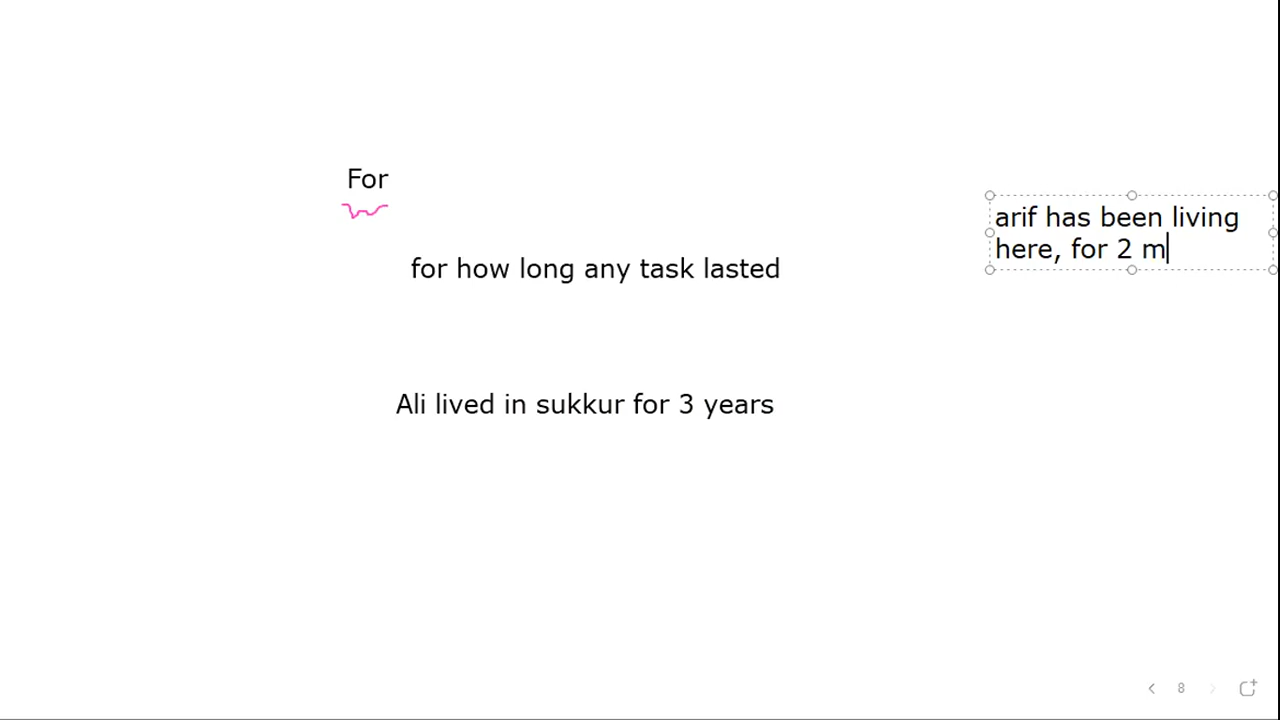 For
arif has been living
here, for 2 m
for how long any task lasted
Ali lived in sukkur for 3 years
8